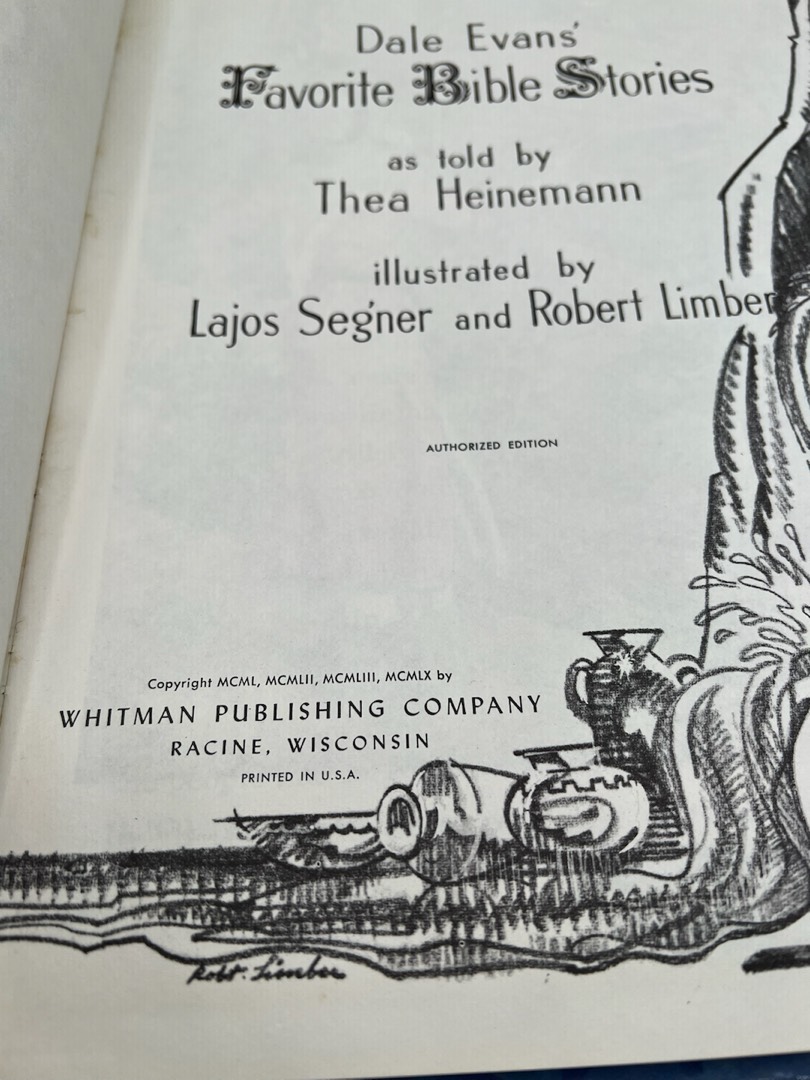 Dale Evans'
Favorite Bible Stories
as told by
Thea Heinemann
illustrated by
Lajos Segner and Robert Limber
AUTHORIZED EDITION
Copyright MCML, MCMLII, MCMLIII, MCMLX by
WHITMAN PUBLISHING COMPANY
RACINE, WISCONSIN
PRINTED IN U.S.A.
Robt. Limber